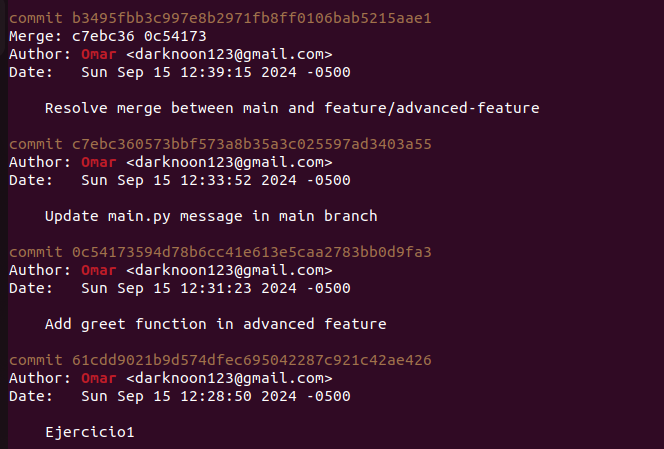 commit b3495fbb3c997e8b2971fb8ff0106bab5215aae1
Merge: c7ebc36 0c54173
Author: Omar <darknoon123@gmail.com>
Date:   Sun Sep 15 12:39:15 2024 -0500
Resolve merge between main and feature/advanced-feature
commit c7ebc360573bbf573a8b35a3c025597ad3403a55
Author: Omar <darknoon123@gmail.com>
Date:   Sun Sep 15 12:33:52 2024 -0500
Update main.py message in main branch
commit 0c54173594d78b6cc41e613e5caa2783bb0d9fa3
Author: Omar <darknoon123@gmail.com>
Date:   Sun Sep 15 12:31:23 2024 -0500
Add greet function in advanced feature
commit 61cdd9021b9d574dfec695042287c921c42ae426
Author: Omar <darknoon123@gmail.com>
Date:   Sun Sep 15 12:28:50 2024 -0500
Ejercicio1